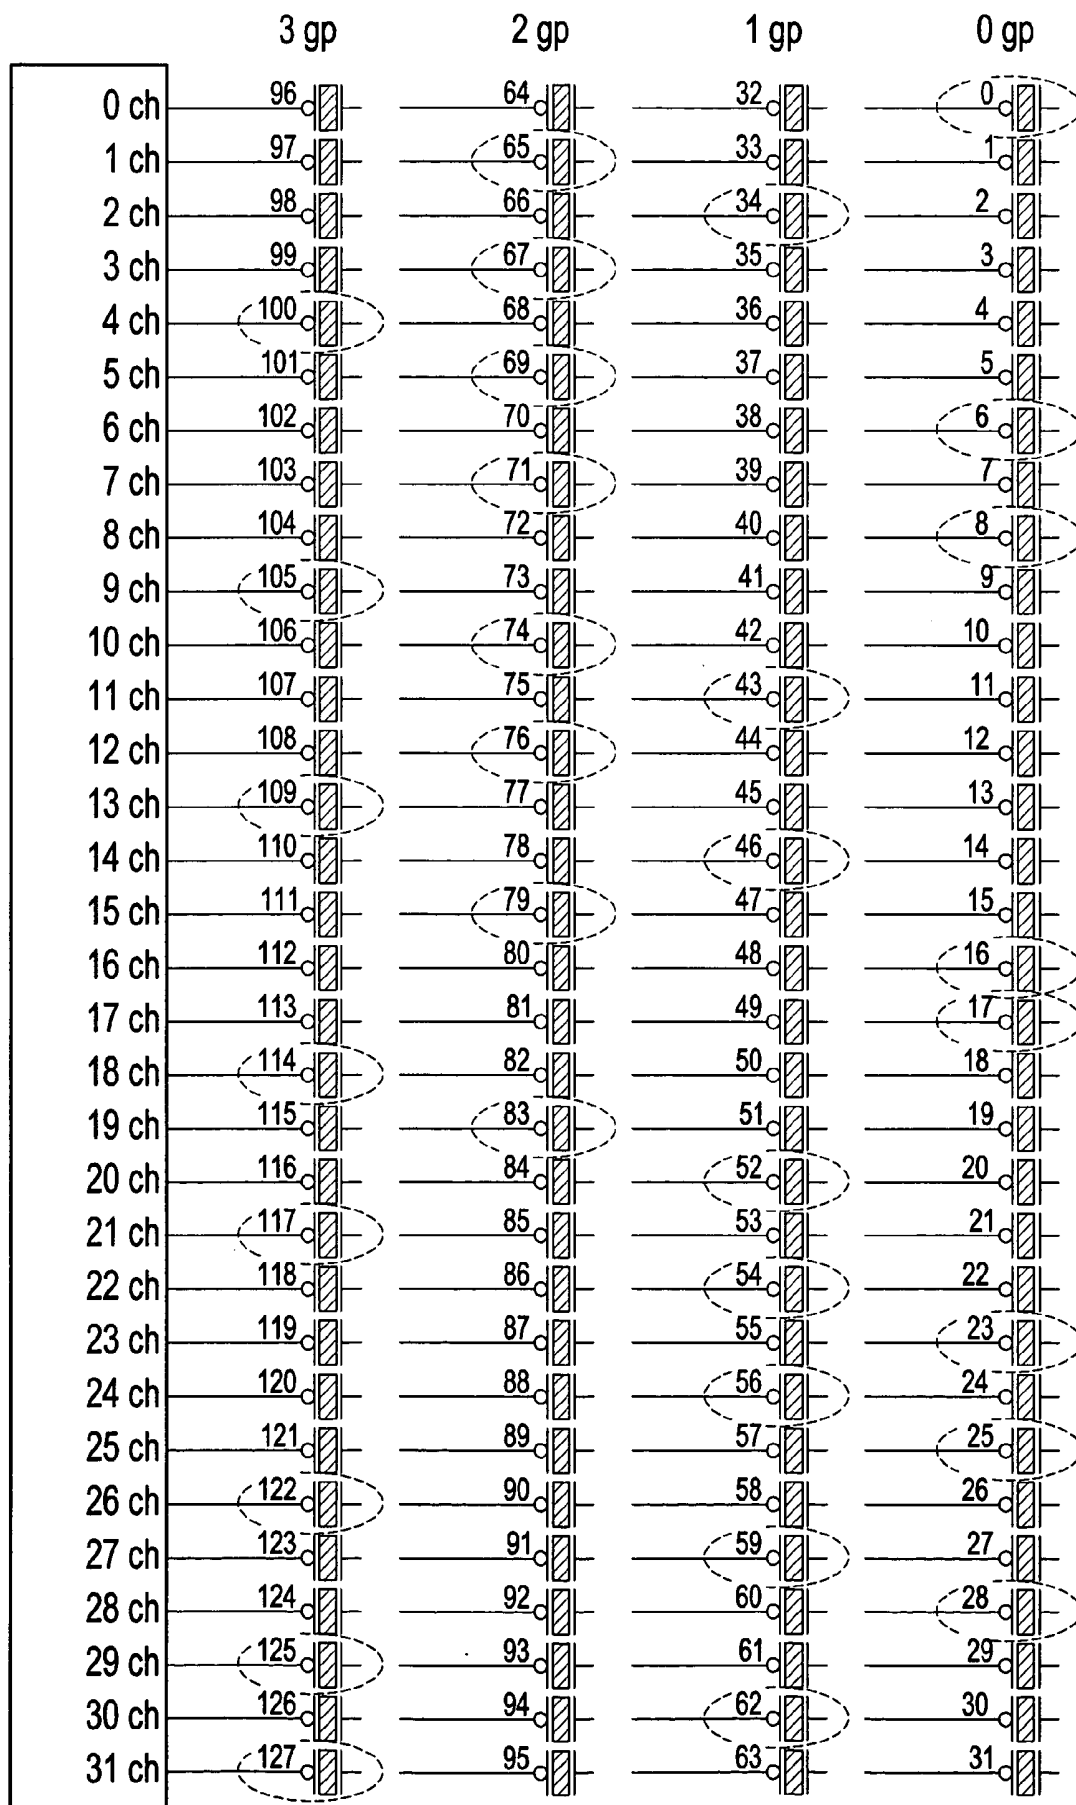 3 gp 2 gp 1 gp 0 gp
0 ch 96 64 32 0
1 ch 97 65 33 1
2 ch 98 66 34 2
3 ch 99 67 35 3
4 ch 100 68 36 4
5 ch 101 69 37 5
6 ch 102 70 38 6
7 ch 103 71 39 7
8 ch 104 72 40 8
9 ch 105 73 41 9
10 ch 106 74 42 10
11 ch 107 75 43 11
12 ch 108 76 44 12
13 ch 109 77 45 13
14 ch 110 78 46 14
15 ch 111 79 47 15
16 ch 112 80 48 16
17 ch 113 81 49 17
18 ch 114 82 50 18
19 ch 115 83 51 19
20 ch 116 84 52 20
21 ch 117 85 53 21
22 ch 118 86 54 22
23 ch 119 87 55 23
24 ch 120 88 56 24
25 ch 121 89 57 25
26 ch 122 90 58 26
27 ch 123 91 59 27
28 ch 124 92 60 28
29 ch 125 93 61 29
30 ch 126 94 62 30
31 ch 127 95 63 31